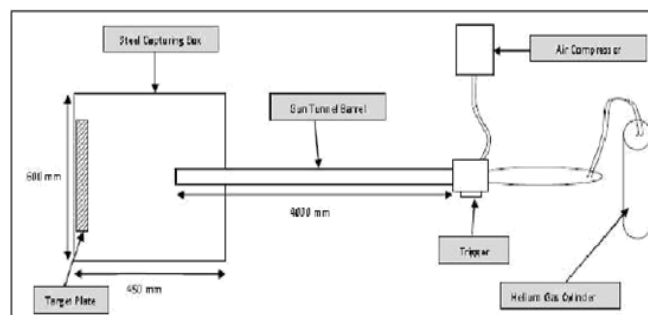 Steel Capturing Box
Air Compressor
Gun Tunnel Barrel
600 mm
4000 mm
Trigger
450 mm
Target Plate
Helium Gas Cylinder